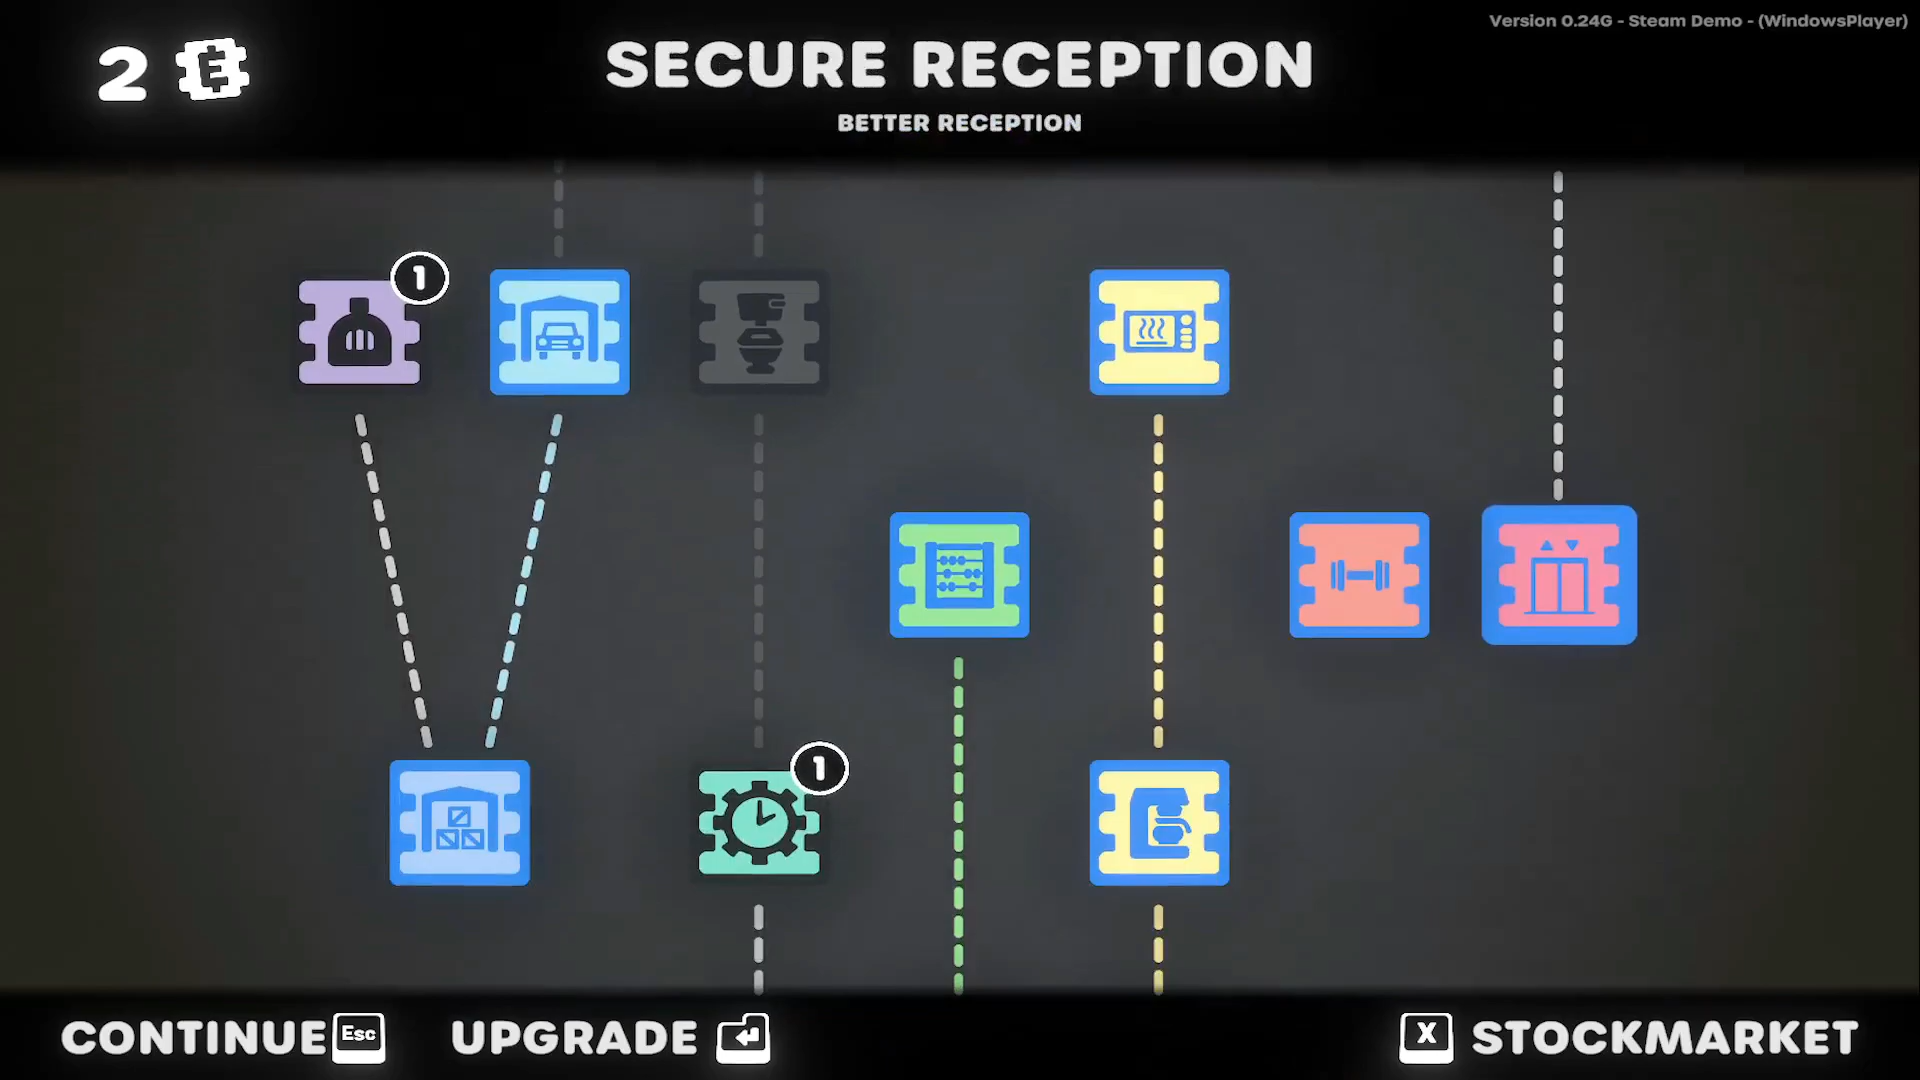 Version 0.24G - Steam Demo - (WindowsPlayer)
2
SECURE RECEPTION
BETTER RECEPTION
1
1
CONTINUE Esc
UPGRADE
X STOCKMARKET